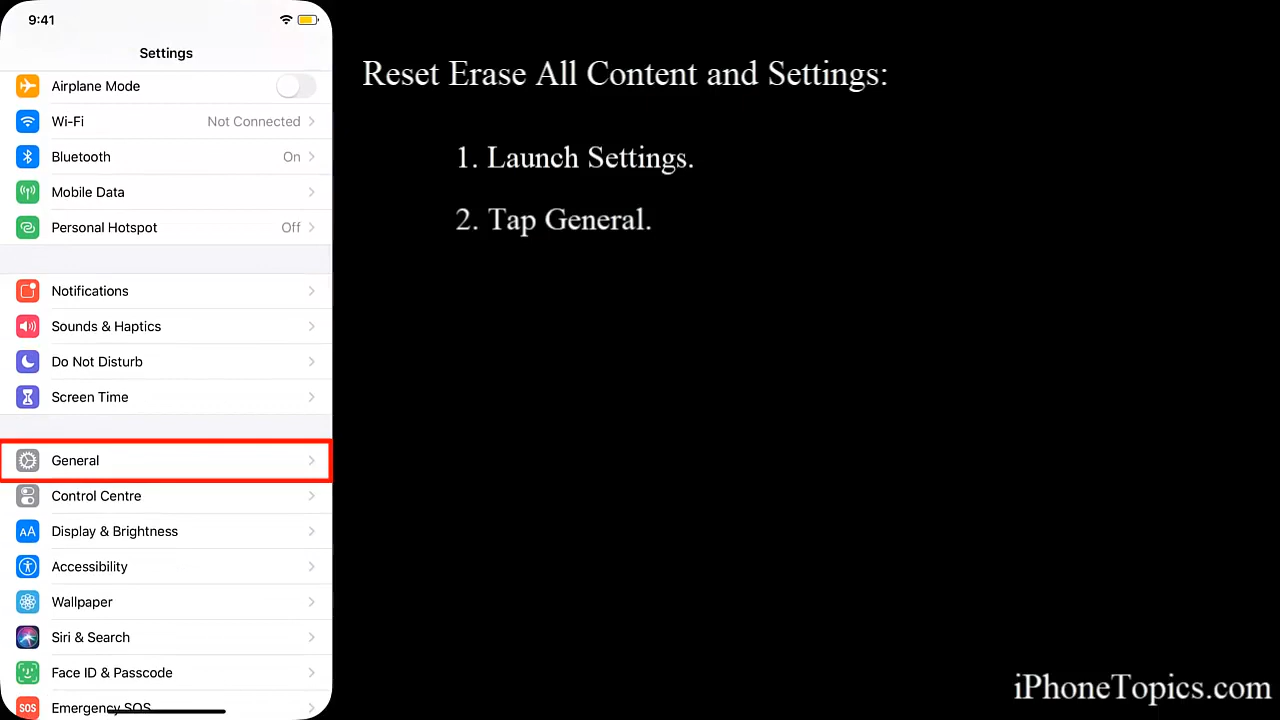 9:41
Settings
Airplane Mode
Wi-Fi Not Connected
Bluetooth On
Mobile Data
Personal Hotspot Off
Notifications
Sounds & Haptics
Do Not Disturb
Screen Time
General
Control Centre
AA Display & Brightness
Accessibility
Wallpaper
Siri & Search
Face ID & Passcode
SOS Emergency SOS
Reset Erase All Content and Settings:
1. Launch Settings.
2. Tap General.
iPhoneTopics.com